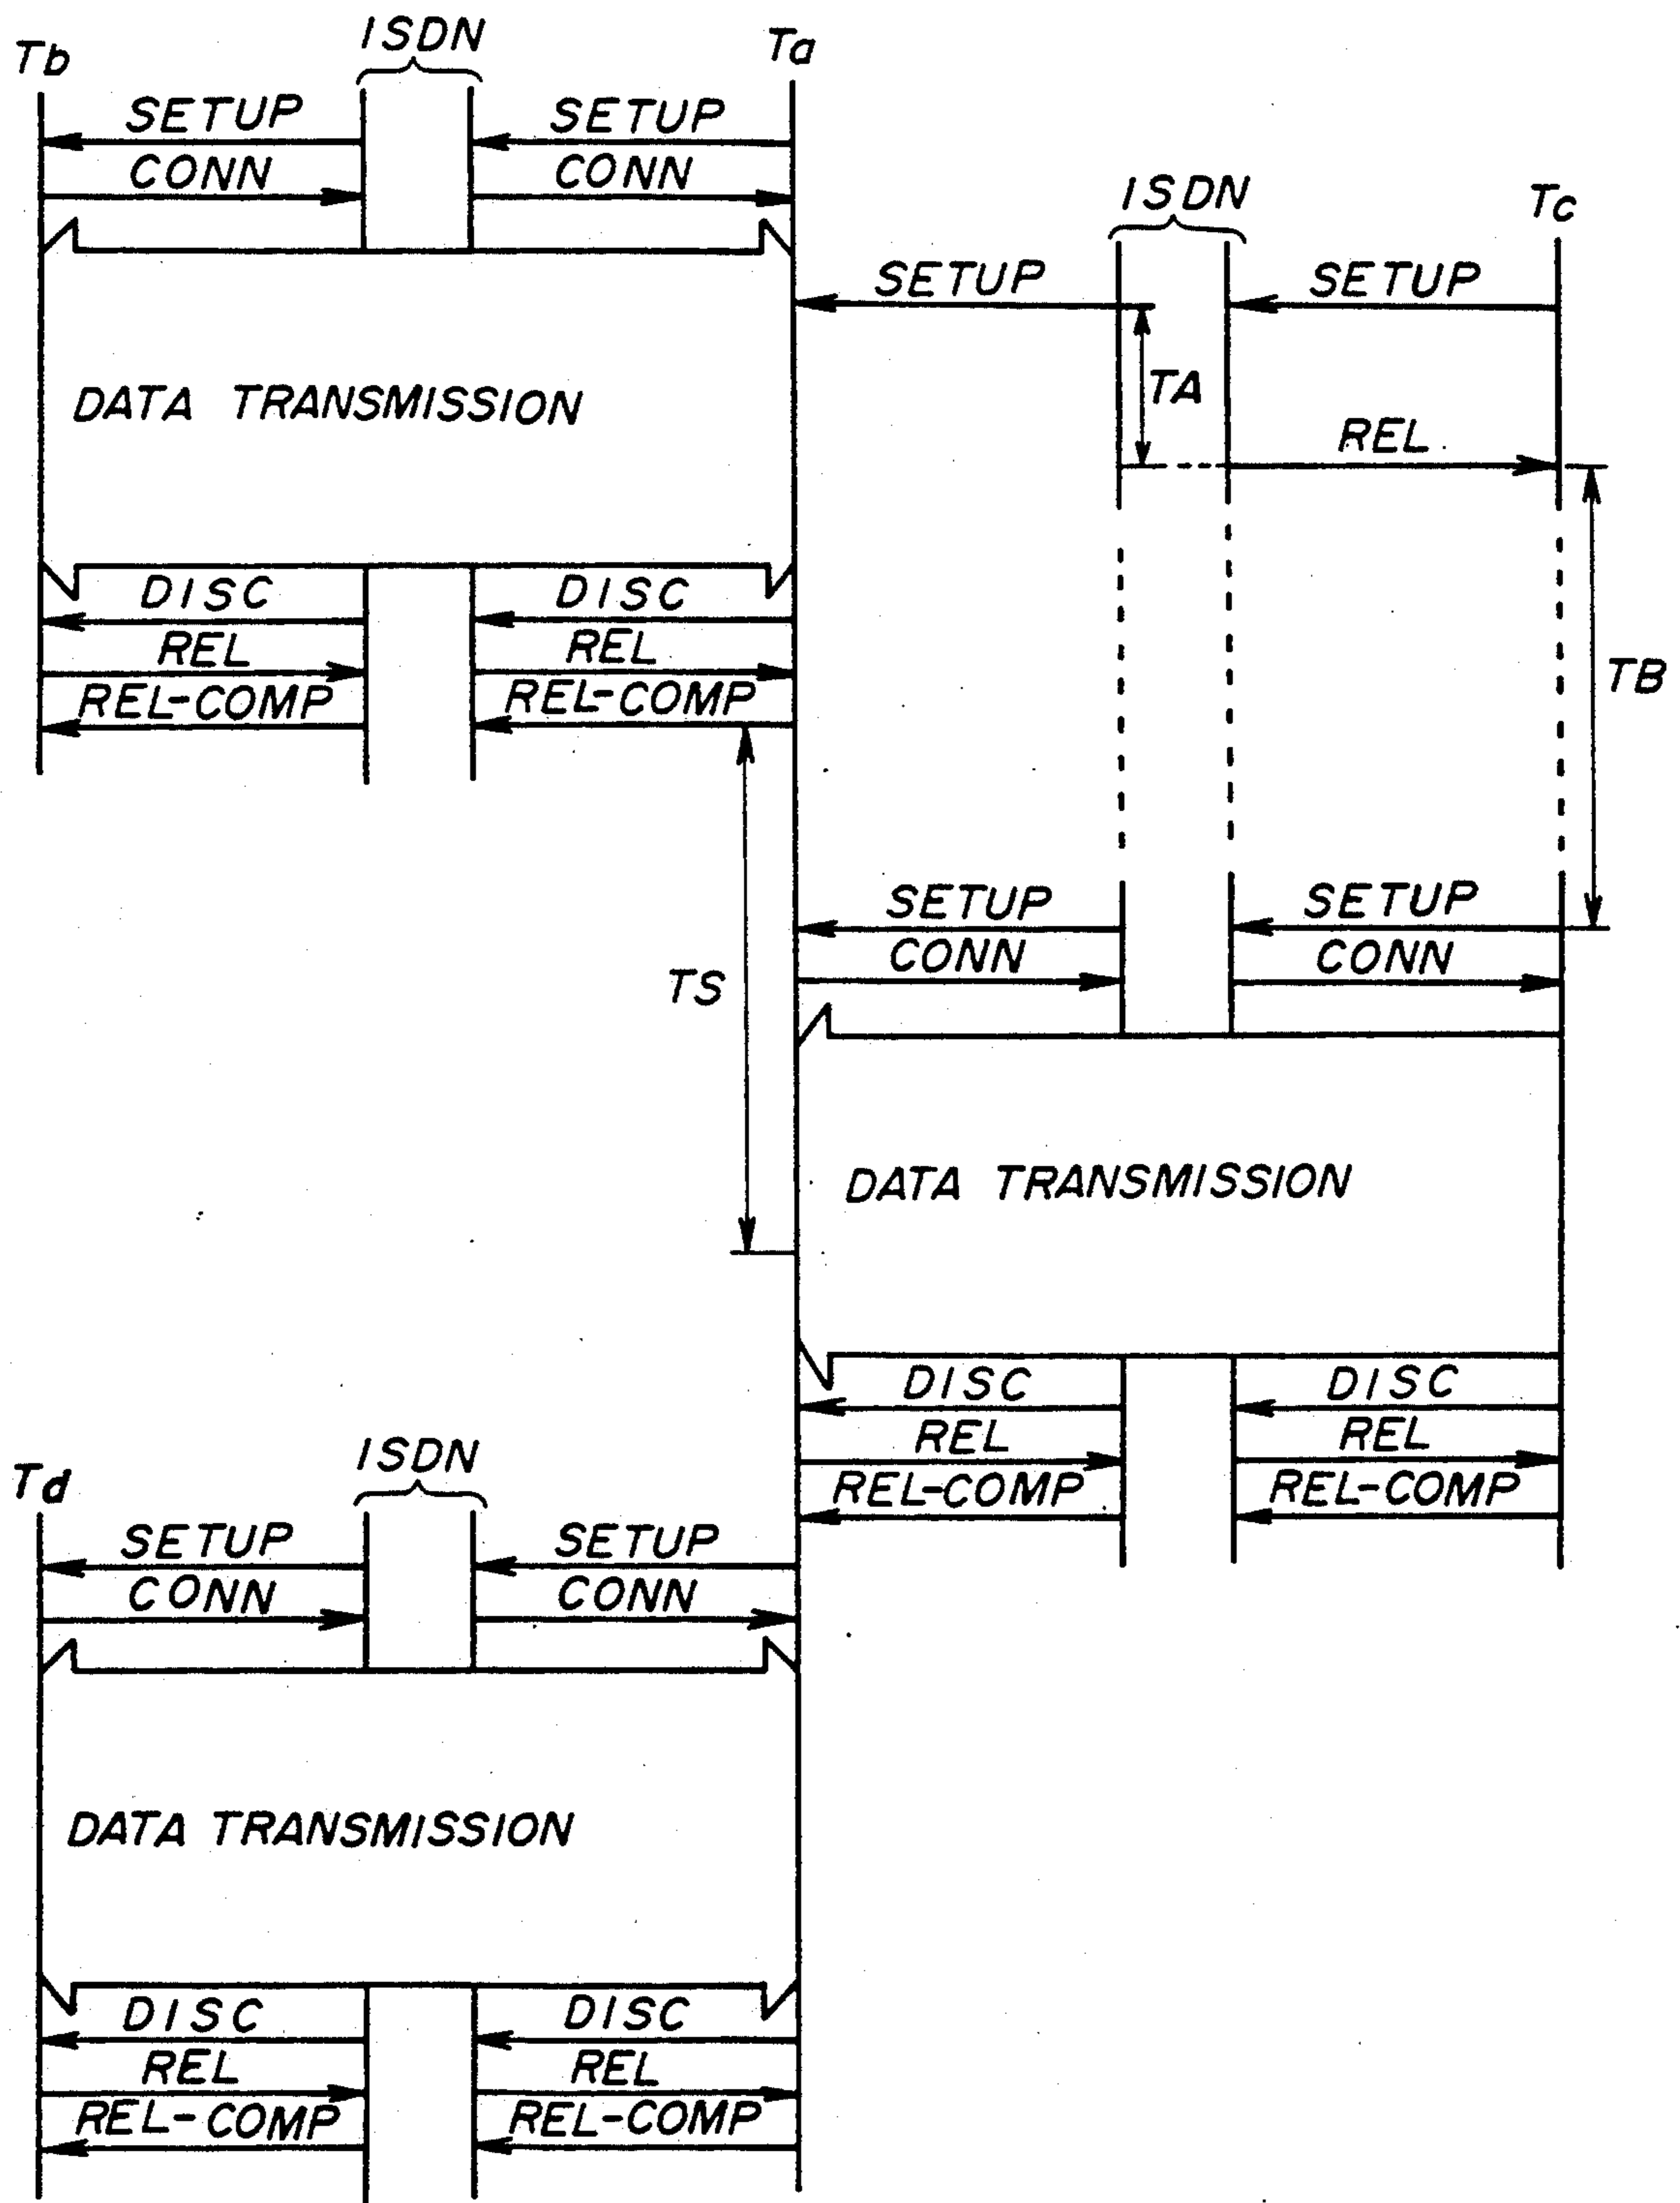 Tb ISDN Ta
SETUP SETUP
CONN CONN
ISDN Tc
SETUP SETUP
TA
DATA TRANSMISSION
REL
DISC DISC
REL REL
TB
REL-COMP REL-COMP
SETUP SETUP
CONN CONN
TS
DATA TRANSMISSION
DISC DISC
REL REL
REL-COMP REL-COMP
Td ISDN
SETUP SETUP
CONN CONN
DATA TRANSMISSION
DISC DISC
REL REL
REL-COMP REL-COMP